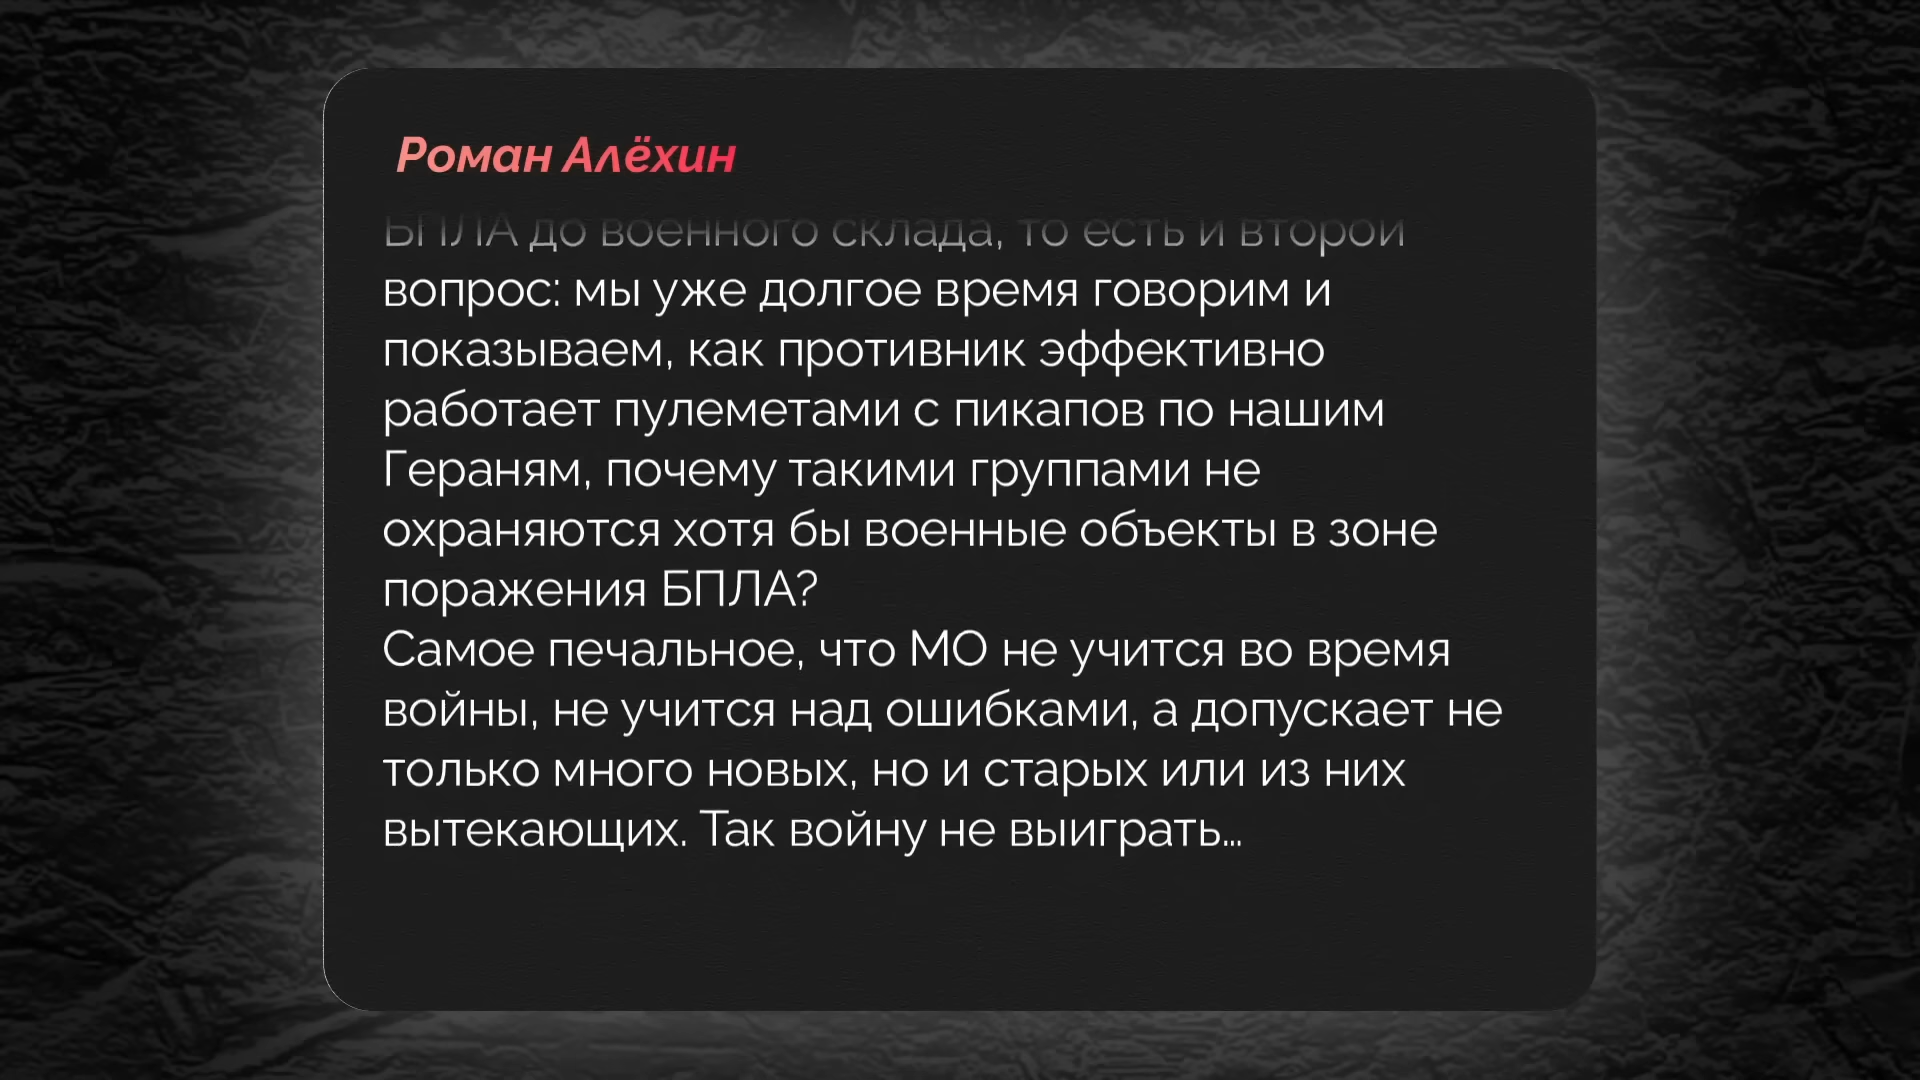 Роман Алёхин
БПЛА до военного склада, то есть и второй
вопрос: мы уже долгое время говорим и
показываем, как противник эффективно
работает пулеметами с пикапов по нашим
Гераням, почему такими группами не
охраняются хотя бы военные объекты в зоне
поражения БПЛА?
Самое печальное, что МО не учится во время
войны, не учится над ошибками, а допускает не
только много новых, но и старых или из них
вытекающих. Так войну не выиграть...